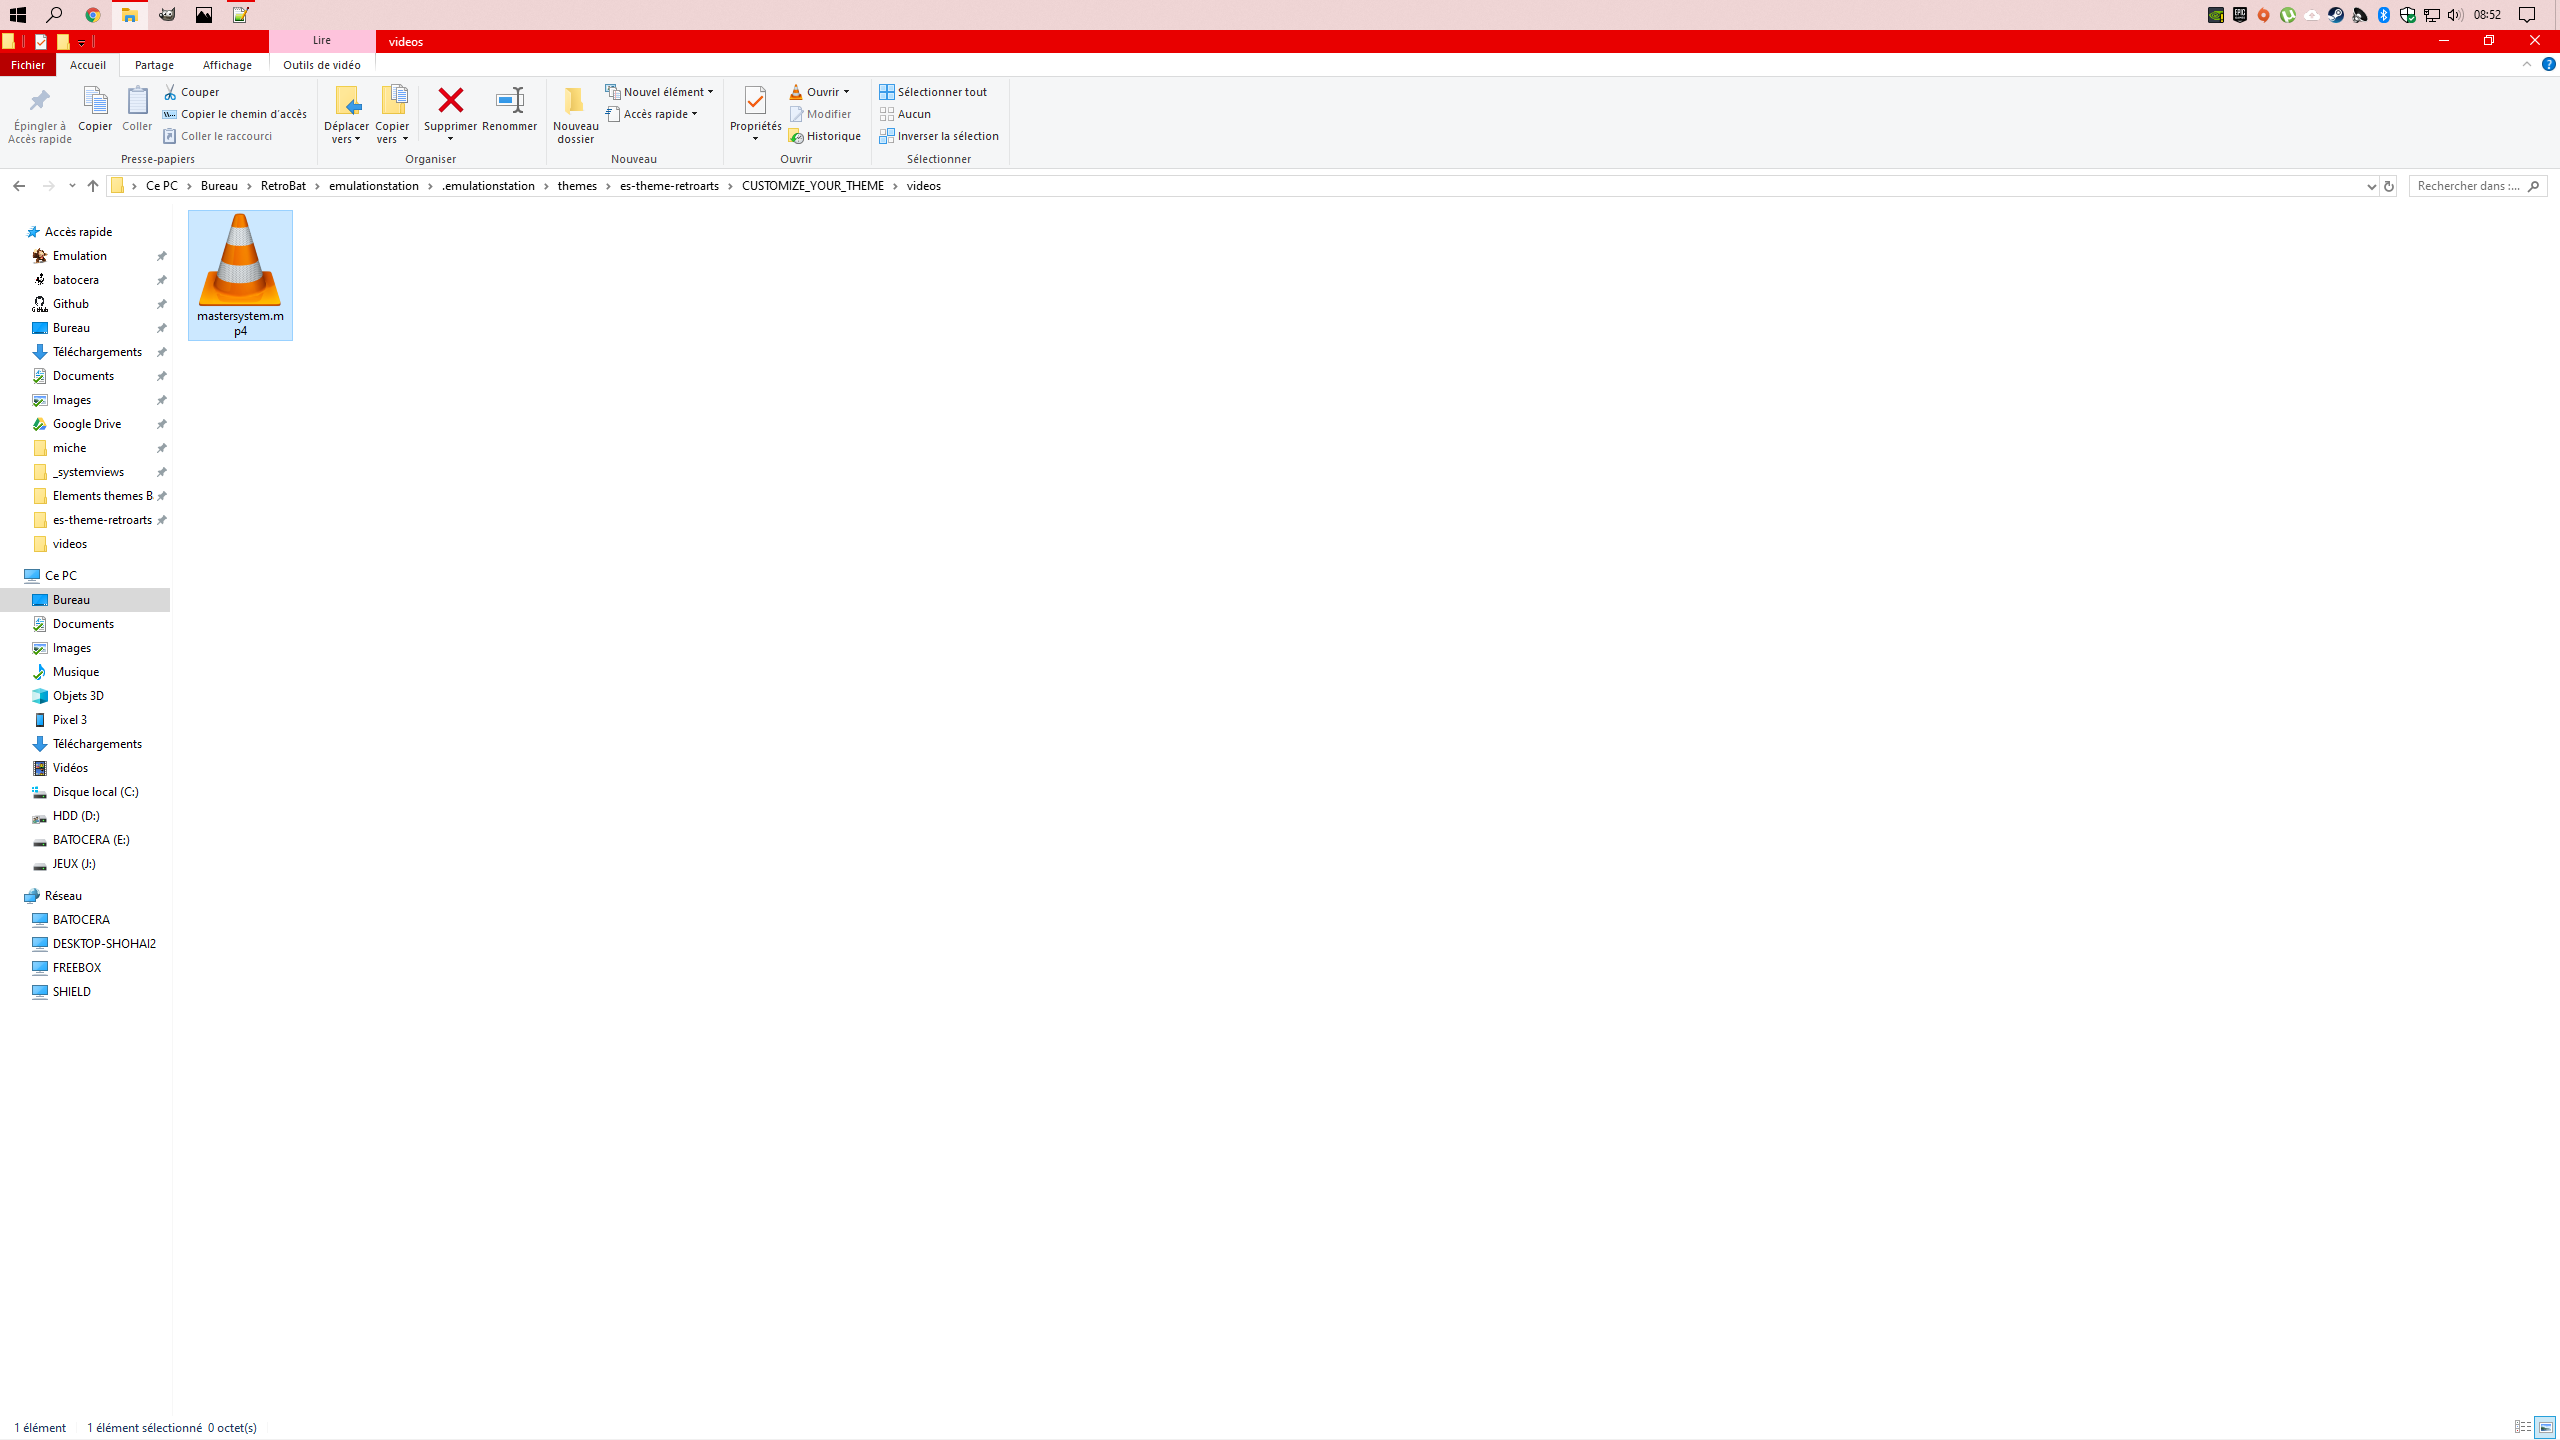 08:52
Lire
videos
Fichier
Accueil
Partage
Affichage
Outils de vidéo
Épingler à
Accès rapide
Copier
Coller
Couper
Copier le chemin d'accès
Coller le raccourci
Presse-papiers
Déplacer
vers
Copier
vers
Supprimer
Renommer
Organiser
Nouveau
dossier
Nouvel élément
Accès rapide
Nouveau
Propriétés
Ouvrir
Modifier
Historique
Ouvrir
Sélectionner tout
Aucun
Inverser la sélection
Sélectionner
Ce PC > Bureau > RetroBat > emulationstation > .emulationstation > themes > es-theme-retroarts > CUSTOMIZE_YOUR_THEME > videos
Rechercher dans :...
Accès rapide
Emulation
batocera
Github
Bureau
Téléchargements
Documents
Images
Google Drive
miche
_systemviews
Elements themes B
es-theme-retroarts
videos
Ce PC
Bureau
Documents
Images
Musique
Objets 3D
Pixel 3
Téléchargements
Vidéos
Disque local (C:)
HDD (D:)
BATOCERA (E:)
JEUX (J:)
Réseau
BATOCERA
DESKTOP-SHOHAI2
FREEBOX
SHIELD
mastersystem.m
p4
1 élément
1 élément sélectionné 0 octet(s)